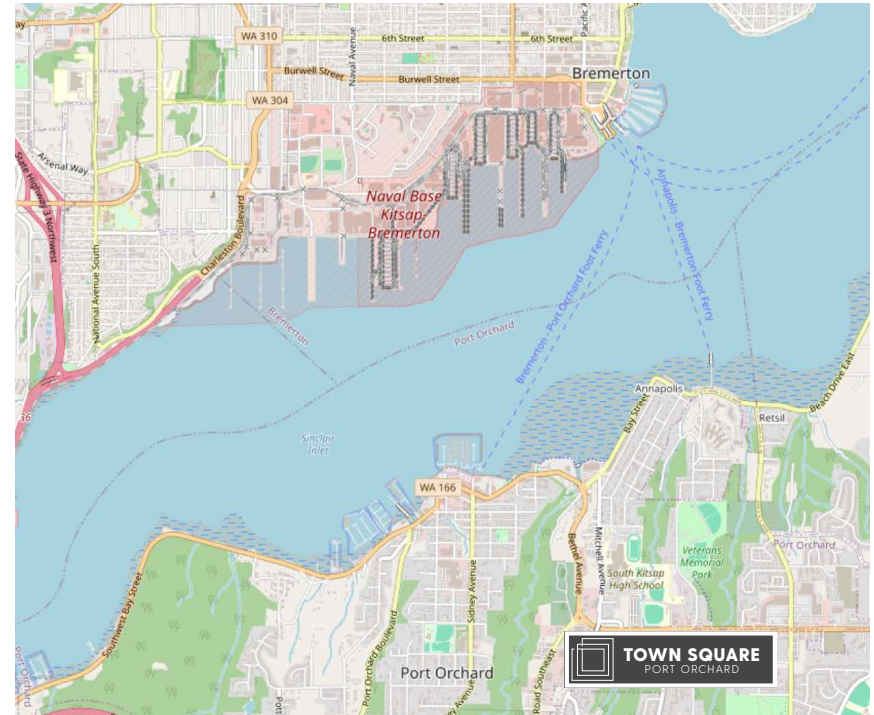 WA 310
6th Street
6th Street
Naval Avenue
Burwell Street
Burwell Street
Bremerton
WA 304
Arsenal Way
State Highway 3 Northwest
National Avenue South
Charleston Boulevard
Naval Base
Kitsap
Bremerton
Annapolis - Bremerton Foot Ferry
Bremerton - Port Orchard Foot Ferry
Bremerton
Port Orchard
Sinclair
Inlet
Annapolis
Bay Street
Retsil
Beach Drive East
WA 166
Southwest Bay Street
Bethel Avenue
Mitchell Avenue
South Kitsap
High School
Veterans
Memorial
Park
Port Orchard
Sidney Avenue
Port Orchard Boulevard
Port Orchard
Port Orchard
Road Southeast
TOWN SQUARE
PORT ORCHARD